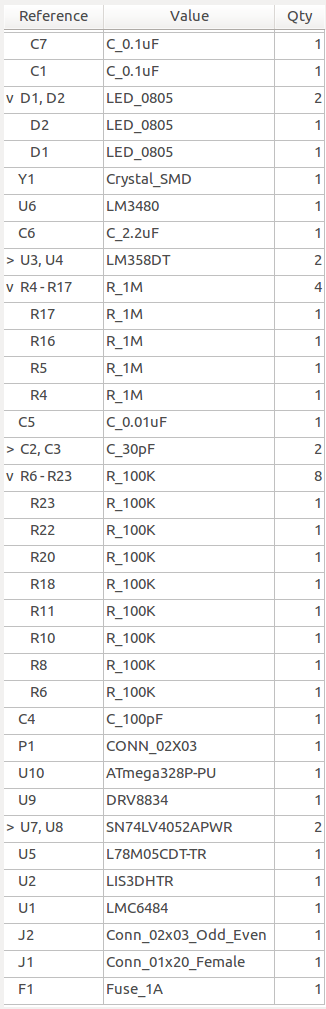 Reference Value Qty
C7 C_0.1uF 1
C1 C_0.1uF 1
v D1, D2 LED_0805 2
D2 LED_0805 1
D1 LED_0805 1
Y1 Crystal_SMD 1
U6 LM3480 1
C6 C_2.2uF 1
> U3, U4 LM358DT 2
v R4-R17 R_1M 4
R17 R_1M 1
R16 R_1M 1
R5 R_1M 1
R4 R_1M 1
C5 C_0.01uF 1
> C2, C3 C_30pF 2
v R6-R23 R_100K 8
R23 R_100K 1
R22 R_100K 1
R20 R_100K 1
R18 R_100K 1
R11 R_100K 1
R10 R_100K 1
R8 R_100K 1
R6 R_100K 1
C4 C_100pF 1
P1 CONN_02X03 1
U10 ATmega328P-PU 1
U9 DRV8834 1
> U7, U8 SN74LV4052APWR 2
U5 L78M05CDT-TR 1
U2 LIS3DHTR 1
U1 LMC6484 1
J2 Conn_02x03_Odd_Even 1
J1 Conn_01x20_Female 1
F1 Fuse_1A 1